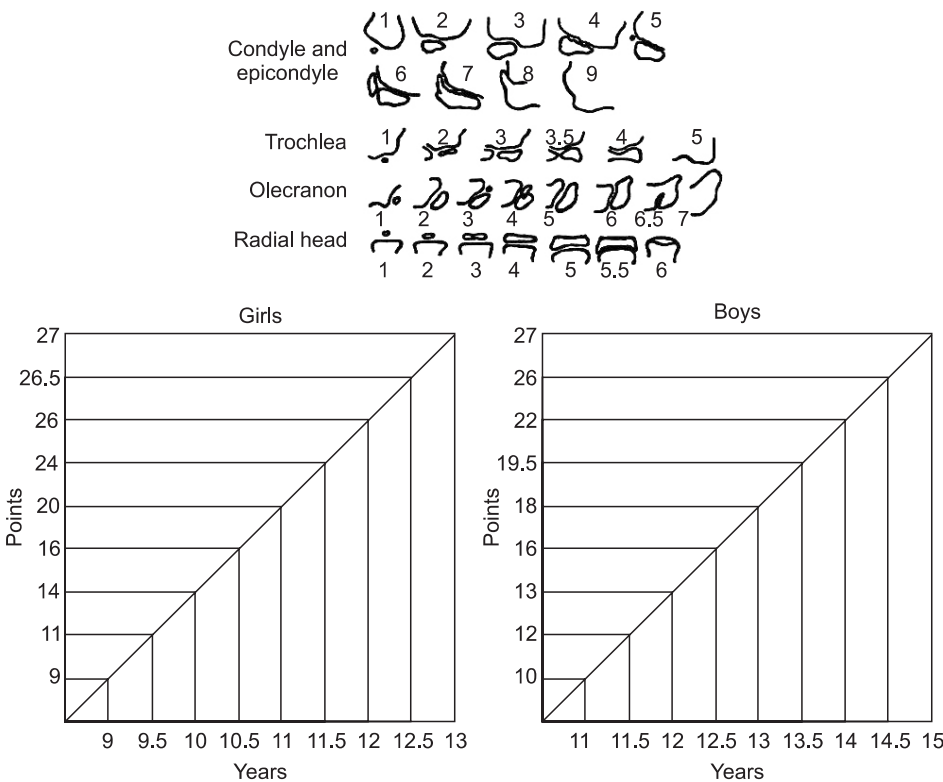 1 2 3 4 5
Condyle and
epicondyle
6 7 8 9
Trochlea
1 2 3 3.5 4 5
Olecranon
1 2 3 4 5 6 6.5 7
Radial head
1 2 3 4 5 5.5 6
Girls
27
26.5
26
24
20
16
14
11
9
Points
9 9.5 10 10.5 11 11.5 12 12.5 13
Years
Boys
27
26
22
19.5
18
16
13
12
10
Points
11 11.5 12 12.5 13 13.5 14 14.5 15
Years